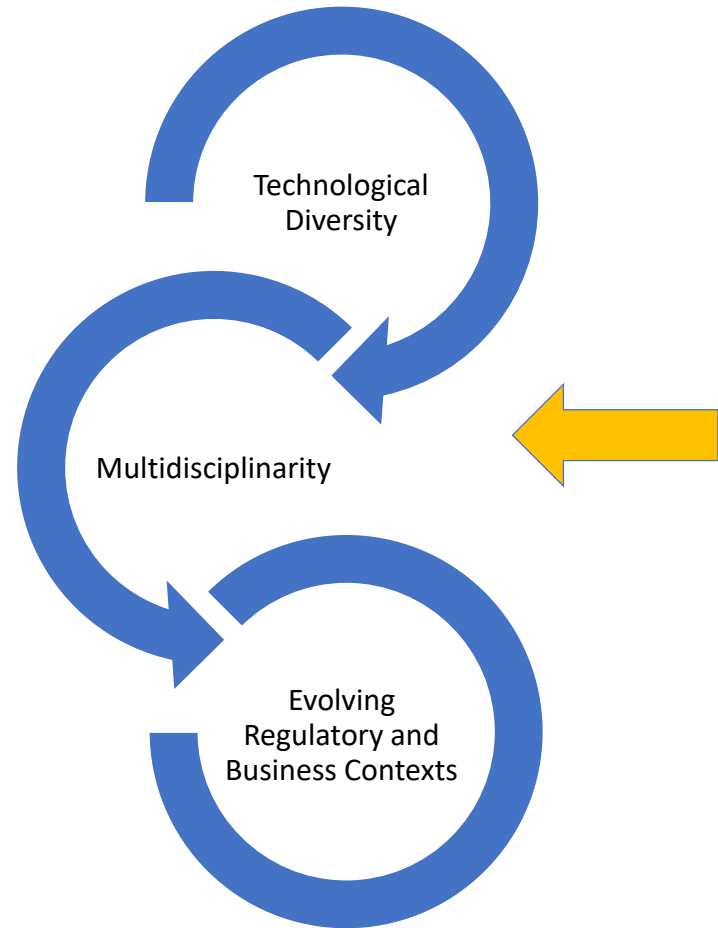 Technological
Diversity
Multidisciplinarity
Evolving
Regulatory and
Business Contexts